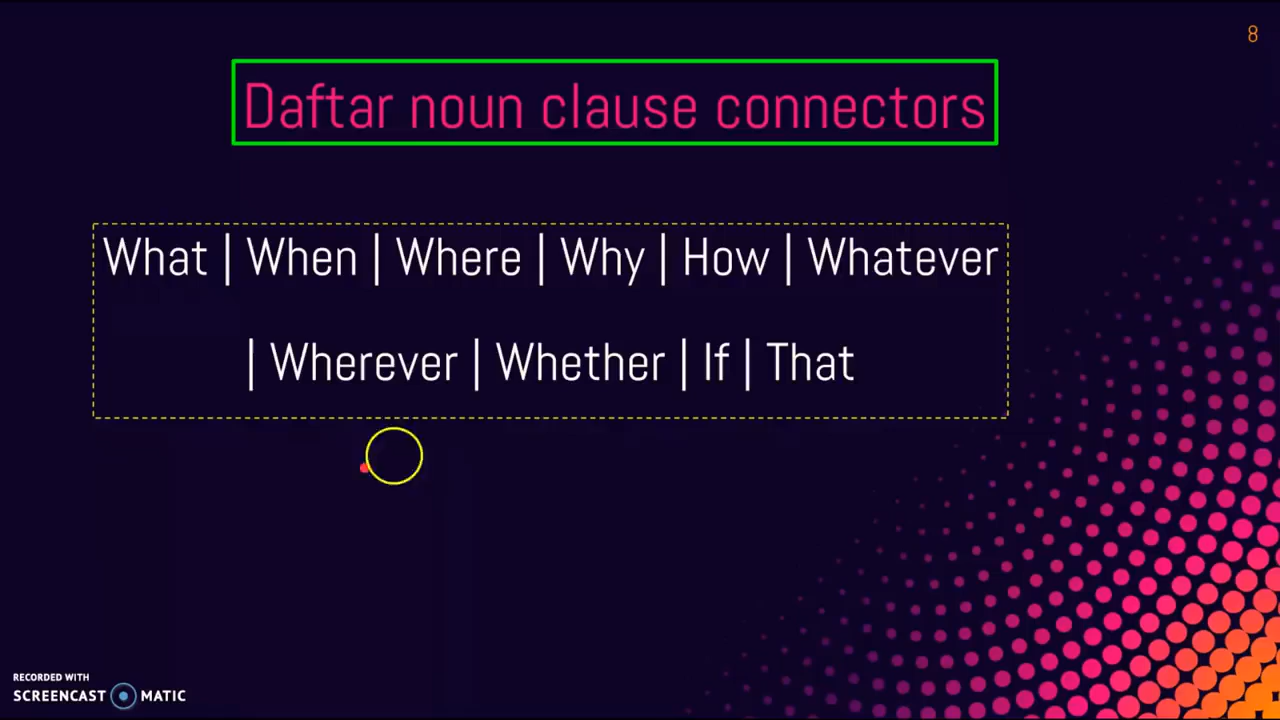 8
Daftar noun clause connectors
What | When | Where | Why | How | Whatever
| Wherever | Whether | If | That
RECORDED WITH
SCREENCAST MATIC